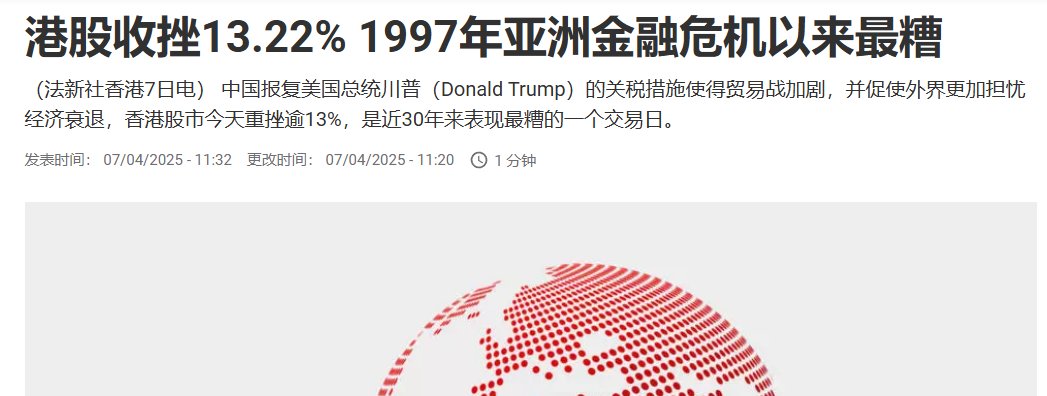 港股收挫13.22% 1997年亚洲金融危机以来最糟
（法新社香港7日电） 中国报复美国总统川普（Donald Trump）的关税措施使得贸易战加剧，并促使外界更加担忧
经济衰退，香港股市今天重挫逾13%，是近30年来表现最糟的一个交易日。
发表时间： 07/04/2025 - 11:32 更改时间： 07/04/2025 - 11:20 1 分钟